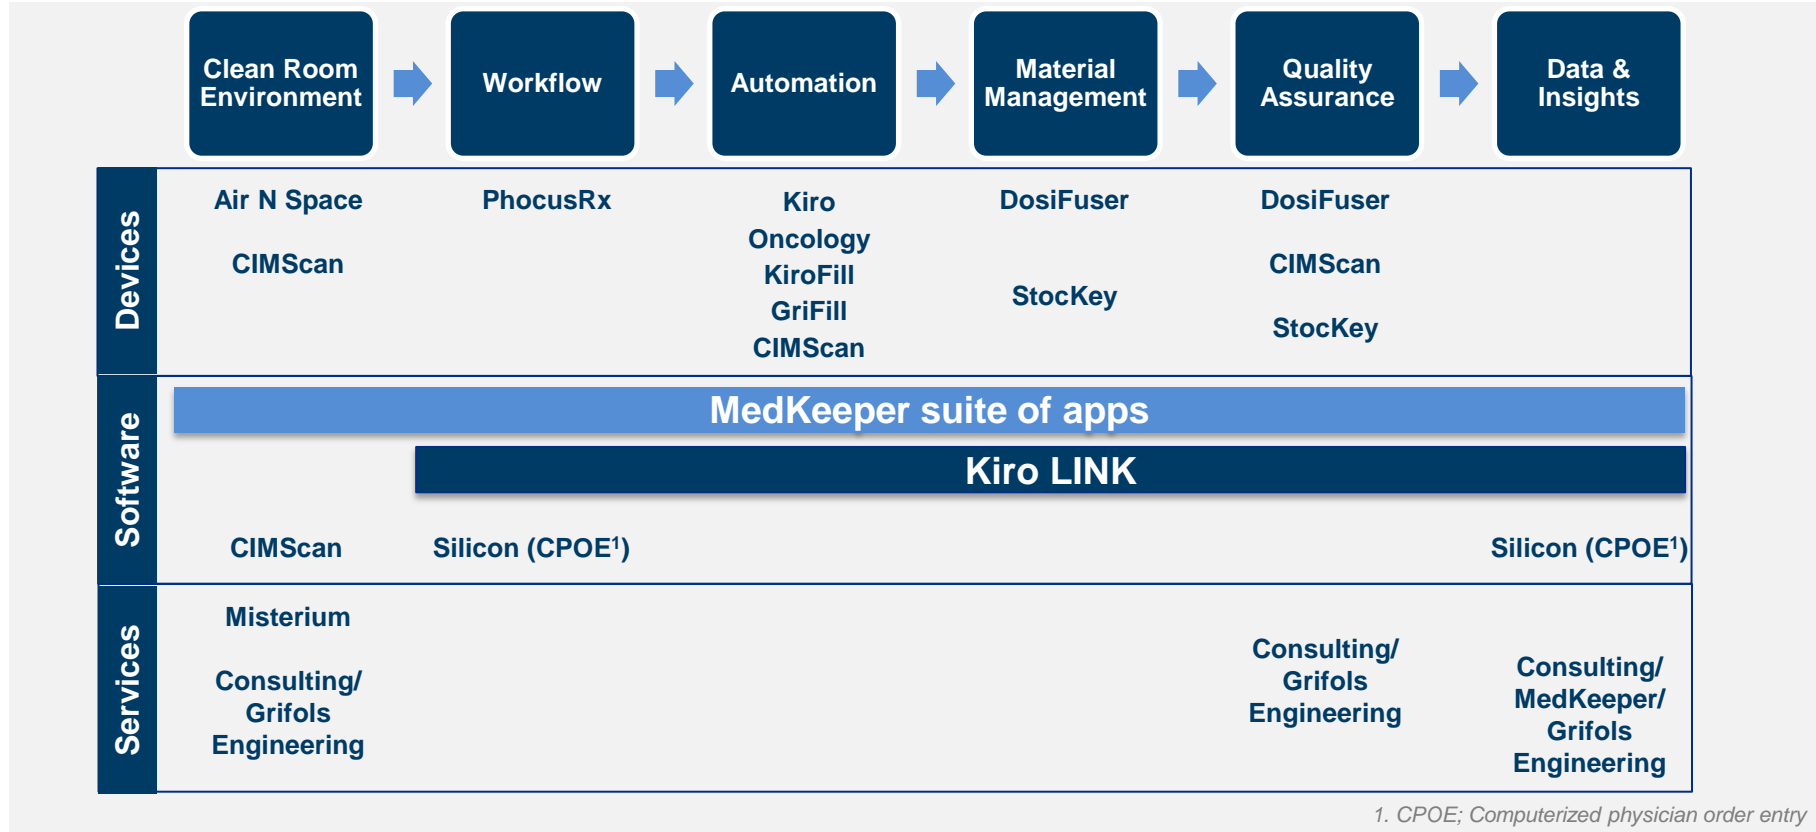 Clean Room
Environment
Workflow
Automation
Material
Management
Quality
Assurance
Data &
Insights
Devices
Air N Space
CIMScan
PhocusRx
Kiro
Oncology
KiroFill
GriFill
CIMScan
DosiFuser
StocKey
DosiFuser
CIMScan
StocKey
Software
MedKeeper suite of apps
Kiro LINK
CIMScan
Silicon (CPOE¹)
Silicon (CPOE¹)
Services
Misterium
Consulting/
Grifols
Engineering
Consulting/
Grifols
Engineering
Consulting/
MedKeeper/
Grifols
Engineering
1. CPOE; Computerized physician order entry